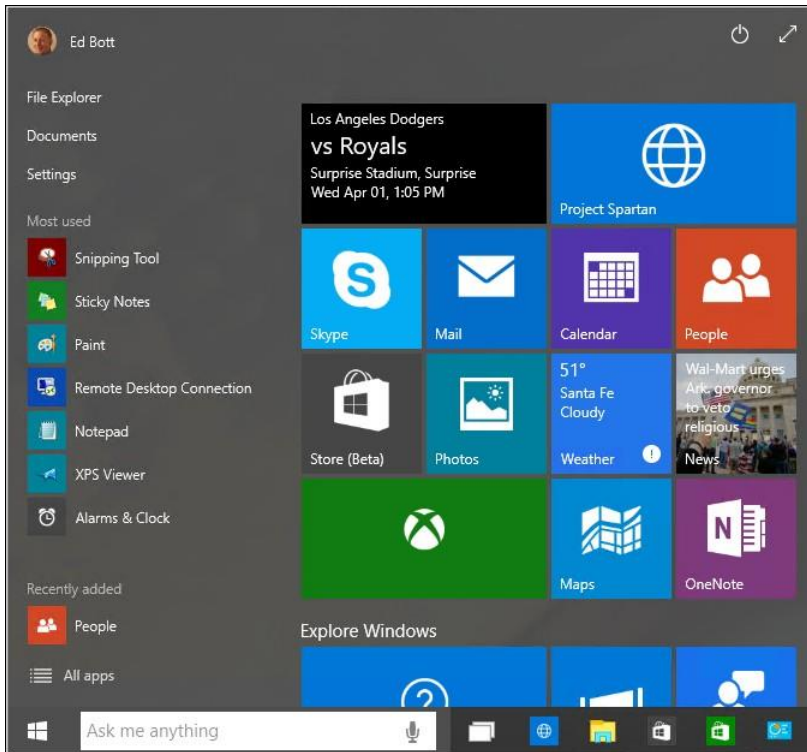 Ed Bott
File Explorer
Documents
Settings
Most used
Snipping Tool
Sticky Notes
Paint
Remote Desktop Connection
Notepad
XPS Viewer
Alarms & Clock
Recently added
People
All apps
Los Angeles Dodgers
vs Royals
Surprise Stadium, Surprise
Wed Apr 01, 1:05 PM
Project Spartan
S
Skype
Mail
Calendar
People
Store (Beta)
Photos
51°
Santa Fe
Cloudy
Weather
!
Wal-Mart urges
Ark. governor
to veto
religious
News
Maps
N
OneNote
Explore Windows
?
Ask me anything